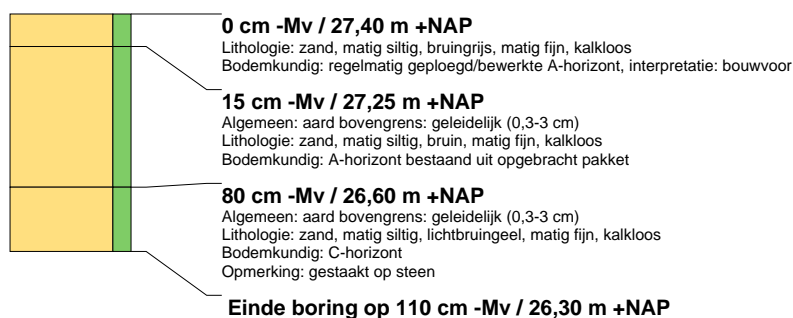 0 cm -Mv / 27,40 m +NAP
Lithologie: zand, matig siltig, bruingrijs, matig fijn, kalkloos
Bodemkundig: regelmatig geploegd/bewerkte A-horizont, interpretatie: bouwvoor
15 cm -Mv / 27,25 m +NAP
Algemeen: aard bovengrens: geleidelijk (0,3-3 cm)
Lithologie: zand, matig siltig, bruin, matig fijn, kalkloos
Bodemkundig: A-horizont bestaand uit opgebracht pakket
80 cm -Mv / 26,60 m +NAP
Algemeen: aard bovengrens: geleidelijk (0,3-3 cm)
Lithologie: zand, matig siltig, lichtbruingeel, matig fijn, kalkloos
Bodemkundig: C-horizont
Opmerking: gestaakt op steen
Einde boring op 110 cm -Mv / 26,30 m +NAP